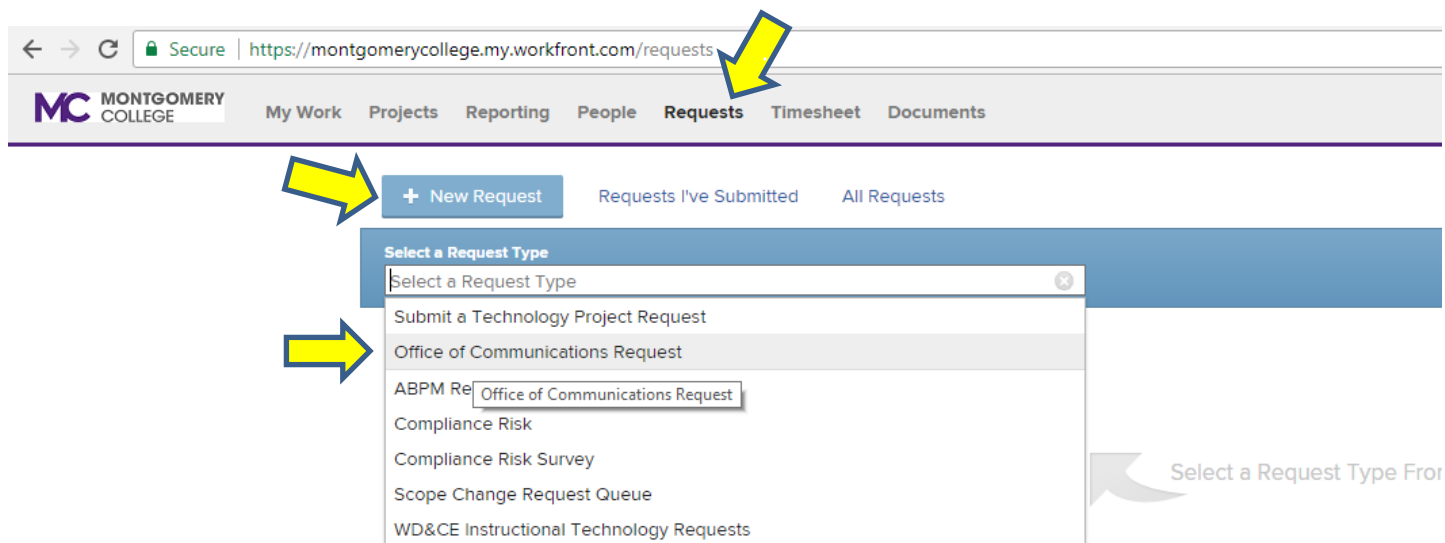 Secure | https://montgomerycollege.my.workfront.com/requests
MC MONTGOMERY COLLEGE My Work Projects Reporting People Requests Timesheet Documents
+ New Request Requests I've Submitted All Requests
Select a Request Type
Select a Request Type
Submit a Technology Project Request
Office of Communications Request
ABPM Re
Office of Communications Request
Compliance Risk
Compliance Risk Survey
Select a Request Type Fro
Scope Change Request Queue
WD&CE Instructional Technology Requests